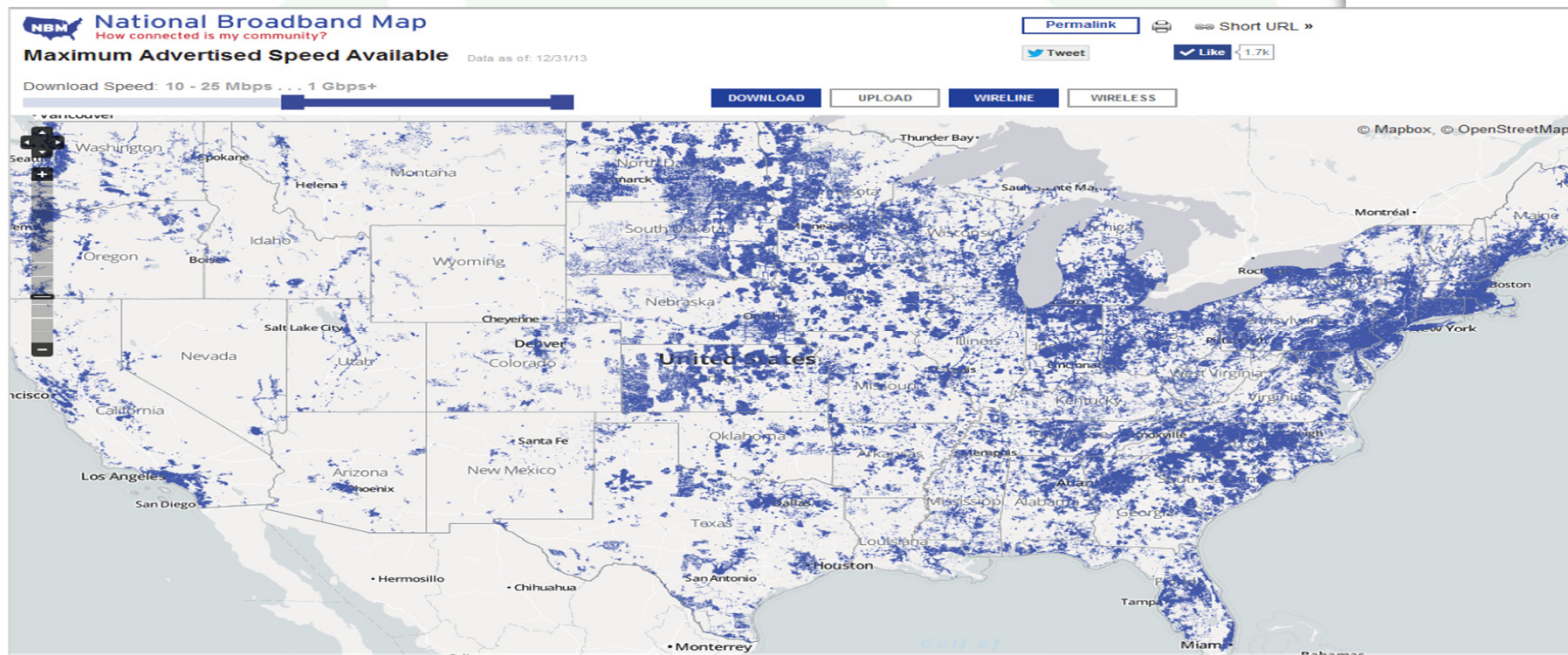 NBM National Broadband Map
How connected is my community?
Maximum Advertised Speed Available Data as of: 12/31/13
Permalink Short URL »
Tweet Like 1.7k
Download Speed: 10 - 25 Mbps . . . 1 Gbps+
DOWNLOAD UPLOAD WIRELINE WIRELESS
Vancouver
© Mapbox, © OpenStreetMap
Thunder Bay
Washington
Spokane
Montana
Helena
Montréal
Maine
South Dakota
Wisconsin
Oregon
Idaho
Boise
Wyoming
Boston
Nebraska
Cheyenne
Salt Lake City
New York
Nevada
Utah
Denver
Colorado
United States
Illinois
Missouri
West Virginia
Virginia
Kentucky
California
Santa Fe
Oklahoma
Knoxville
Memphis
Arkansas
Los Angeles
Arizona
Phoenix
New Mexico
San Diego
Dallas
Mississippi
Alabama
Georgia
Texas
Louisiana
Houston
San Antonio
Hermosillo
Chihuahua
Tampa
Monterrey
Gulf of
Miami